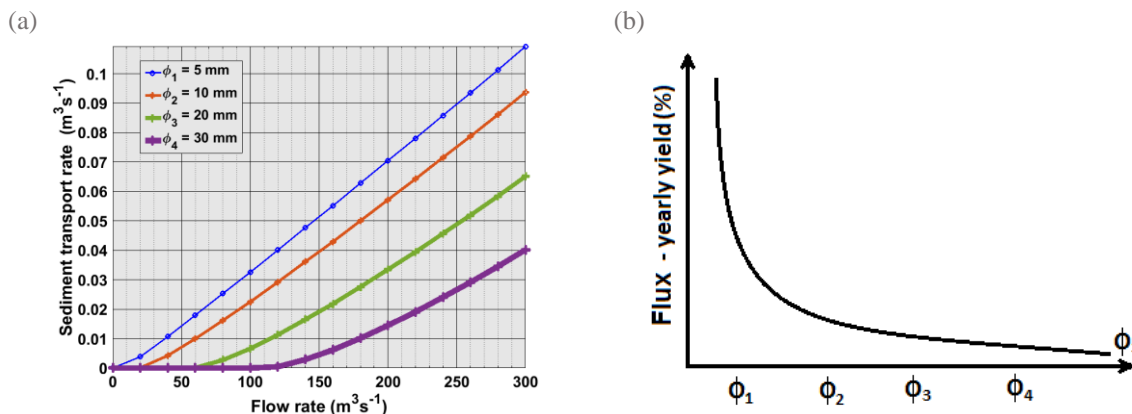 (a)
(b)
Sediment transport rate (m³s⁻¹)
0.1
0.09
0.08
0.07
0.06
0.05
0.04
0.03
0.02
0.01
0
ϕ₁ = 5 mm
ϕ₂ = 10 mm
ϕ₃ = 20 mm
ϕ₄ = 30 mm
0 50 100 150 200 250 300
Flow rate (m³s⁻¹)
Flux - yearly yield (%)
ϕ
ϕ₁ ϕ₂ ϕ₃ ϕ₄